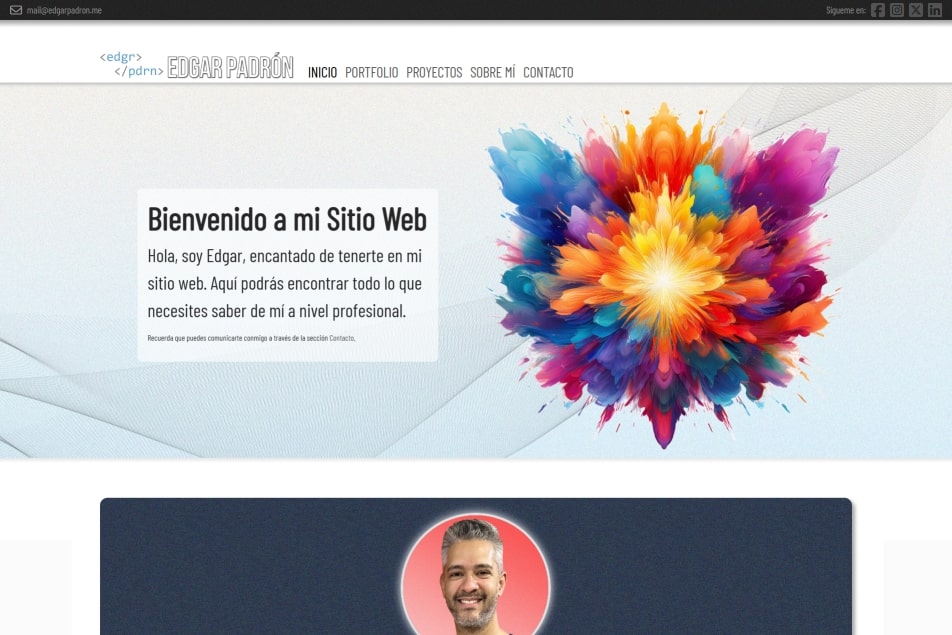 mail@edgarpadron.me
Sigueme en:
<edgr>
</pdrn>
EDGAR PADRÓN
INICIO PORTFOLIO PROYECTOS SOBRE MÍ CONTACTO
Bienvenido a mi Sitio Web
Hola, soy Edgar, encantado de tenerte en mi
sitio web. Aquí podrás encontrar todo lo que
necesites saber de mí a nivel profesional.
Recuerda que puedes comunicarte conmigo a través de la sección Contacto.